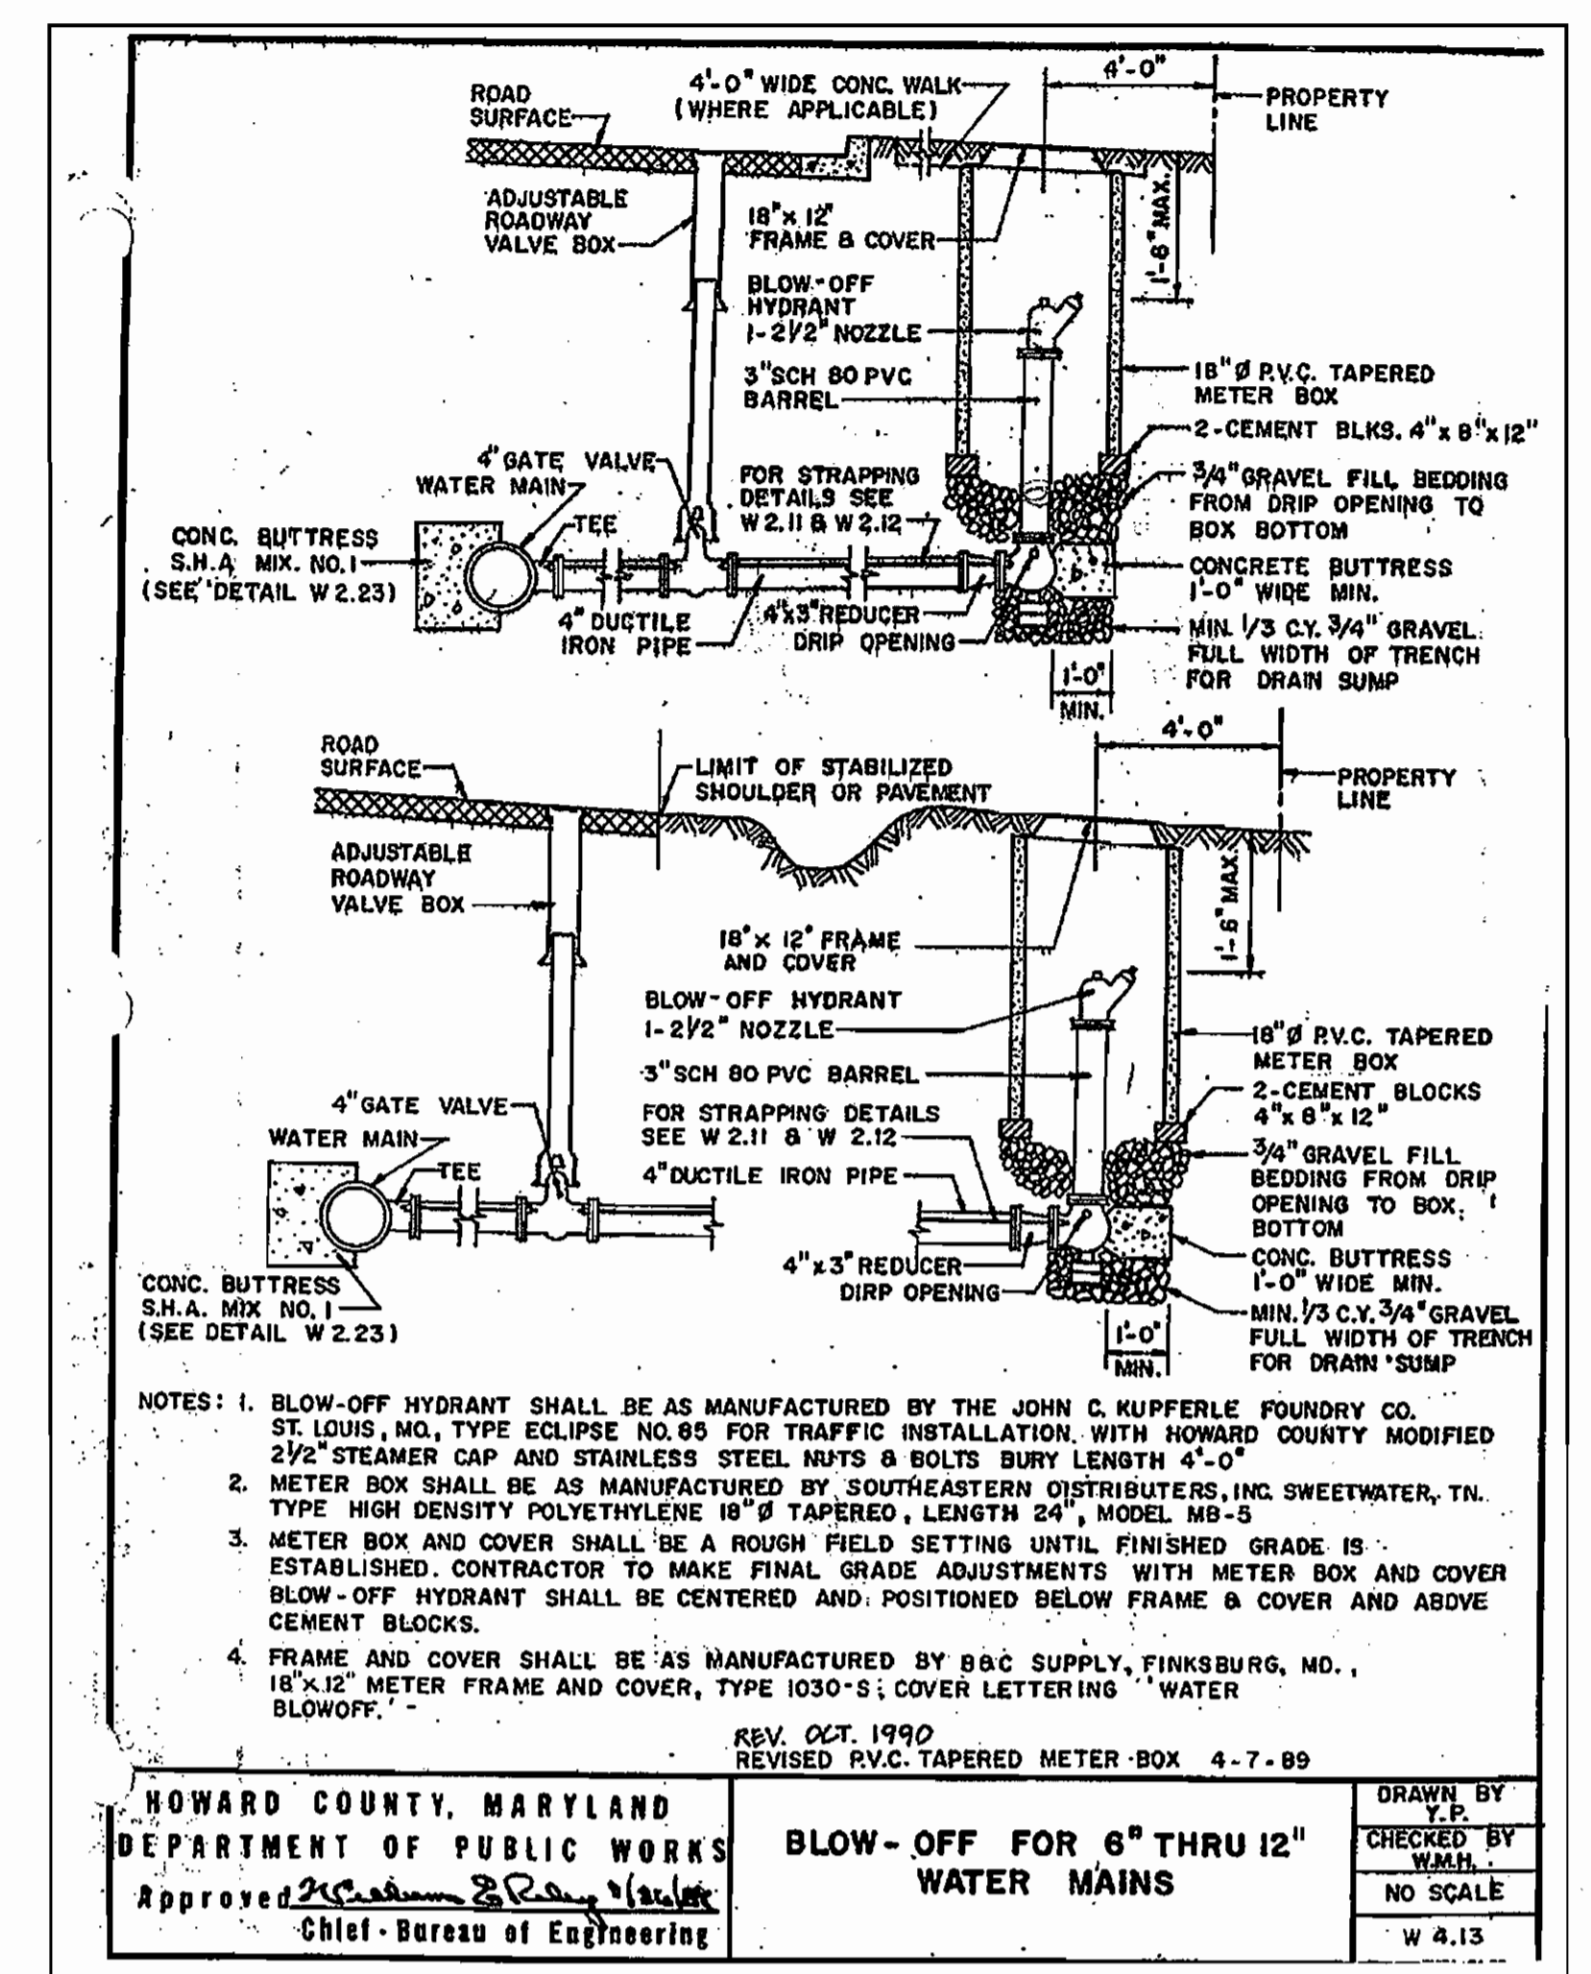 4'-0" WIDE CONC. WALK
(WHERE APPLICABLE)
4'-0"
ROAD
SURFACE
PROPERTY
LINE
ADJUSTABLE
ROADWAY
VALVE BOX
18" x 12"
FRAME & COVER
1'-6" MAX.
BLOW-OFF
HYDRANT
1-2 1/2" NOZZLE
3" SCH 80 PVC
BARREL
18" Ø P.V.C. TAPERED
METER BOX
2-CEMENT BLKS. 4" x 8" x 12"
4" GATE VALVE
WATER MAIN
TEE
FOR STRAPPING
DETAILS SEE
W 2.11 & W 2.12
3/4" GRAVEL FILL BEDDING
FROM DRIP OPENING TO
BOX BOTTOM
CONC. BUTTRESS
S.H.A. MIX. NO. 1
(SEE DETAIL W 2.23)
CONCRETE BUTTRESS
1'-0" WIDE MIN.
4" DUCTILE
IRON PIPE
4"x3" REDUCER
DRIP OPENING
MIN. 1/3 C.Y. 3/4" GRAVEL
FULL WIDTH OF TRENCH
FOR DRAIN SUMP
1'-0"
MIN.
4'-0"
ROAD
SURFACE
LIMIT OF STABILIZED
SHOULDER OR PAVEMENT
PROPERTY
LINE
ADJUSTABLE
ROADWAY
VALVE BOX
1'-6" MAX.
18" x 12" FRAME
AND COVER
BLOW-OFF HYDRANT
1-2 1/2" NOZZLE
3" SCH 80 PVC BARREL
18" Ø P.V.C. TAPERED
METER BOX
2-CEMENT BLOCKS
4" x 8" x 12"
4" GATE VALVE
WATER MAIN
TEE
FOR STRAPPING DETAILS
SEE W 2.11 & W 2.12
4" DUCTILE IRON PIPE
3/4" GRAVEL FILL
BEDDING FROM DRIP
OPENING TO BOX
BOTTOM
4"x3" REDUCER
DIRP OPENING
CONC. BUTTRESS
1'-0" WIDE MIN.
CONC. BUTTRESS
S.H.A. MIX NO. 1
(SEE DETAIL W 2.23)
MIN. 1/3 C.Y. 3/4" GRAVEL
FULL WIDTH OF TRENCH
FOR DRAIN SUMP
1'-0"
MIN.
NOTES: 1. BLOW-OFF HYDRANT SHALL BE AS MANUFACTURED BY THE JOHN C. KUPFERLE FOUNDRY CO.
ST. LOUIS, MO., TYPE ECLIPSE NO. 85 FOR TRAFFIC INSTALLATION. WITH HOWARD COUNTY MODIFIED
2 1/2" STEAMER CAP AND STAINLESS STEEL NUTS & BOLTS BURY LENGTH 4'-0"
2. METER BOX SHALL BE AS MANUFACTURED BY SOUTHEASTERN DISTRIBUTERS, INC. SWEETWATER, TN.
TYPE HIGH DENSITY POLYETHYLENE 18" Ø TAPERED, LENGTH 24", MODEL MB-5
3. METER BOX AND COVER SHALL BE A ROUGH FIELD SETTING UNTIL FINISHED GRADE IS
ESTABLISHED. CONTRACTOR TO MAKE FINAL GRADE ADJUSTMENTS WITH METER BOX AND COVER
BLOW-OFF HYDRANT SHALL BE CENTERED AND POSITIONED BELOW FRAME & COVER AND ABOVE
CEMENT BLOCKS.
4. FRAME AND COVER SHALL BE AS MANUFACTURED BY B&C SUPPLY, FINKSBURG, MD.,
18" x 12" METER FRAME AND COVER, TYPE 1030-S; COVER LETTERING ''WATER
BLOWOFF.'
REV. OCT. 1990
REVISED P.V.C. TAPERED METER BOX 4-7-89
HOWARD COUNTY, MARYLAND
DEPARTMENT OF PUBLIC WORKS
Approved
Chief - Bureau of Engineering
BLOW-OFF FOR 6" THRU 12"
WATER MAINS
DRAWN BY
Y.P.
CHECKED BY
W.M.H.
NO SCALE
W 4.13